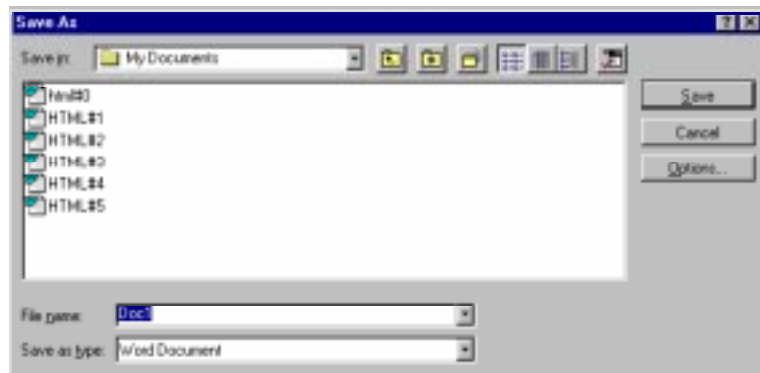 Save As
Save in: My Documents
html#0
HTML#1
HTML#2
HTML#3
HTML#4
HTML#5
Save
Cancel
Options...
File name: Doc1
Save as type: Word Document